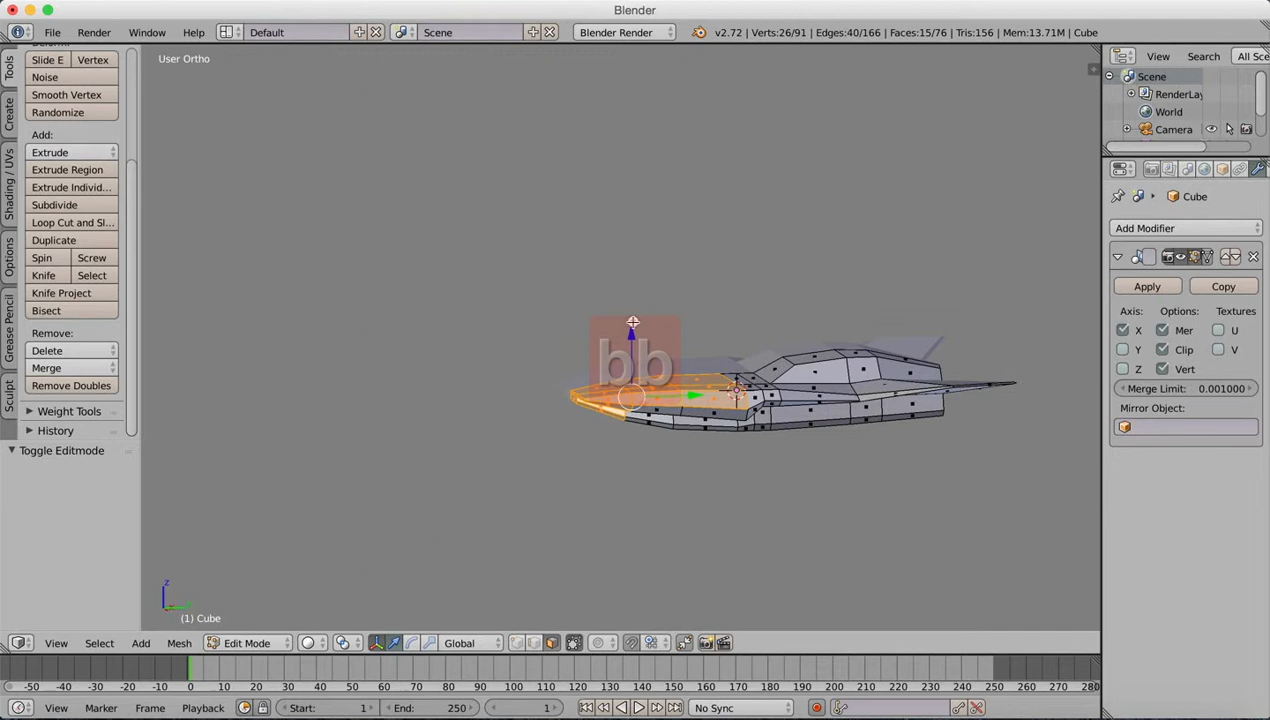 Blender
File Render Window Help Default Scene Blender Render v2.72 | Verts:26/91 | Edges:40/166 | Faces:15/76 | Tris:156 | Mem:13.71M | Cube
Tools
Create
Shading / UVs
Options
Grease Pencil
Sculpt
Slide E Vertex
Noise
Smooth Vertex
Randomize
Add:
Extrude
Extrude Region
Extrude Individ...
Subdivide
Loop Cut and Sl...
Duplicate
Spin Screw
Knife Select
Knife Project
Bisect
Remove:
Delete
Merge
Remove Doubles
Weight Tools
History
Toggle Editmode
User Ortho
bb
z
(1) Cube
View Search All Sce
Scene
RenderLay
World
Camera
Cube
Add Modifier
Apply Copy
Axis: Options: Textures
X Mer U
Y Clip V
Z Vert
Merge Limit: 0.001000
Mirror Object:
View Select Add Mesh Edit Mode Global
-50 -40 -30 -20 -10 0 10 20 30 40 50 60 70 80 90 100 110 120 130 140 150 160 170 180 190 200 210 220 230 240 250 260 270 280
View Marker Frame Playback Start: 1 End: 250 1 No Sync